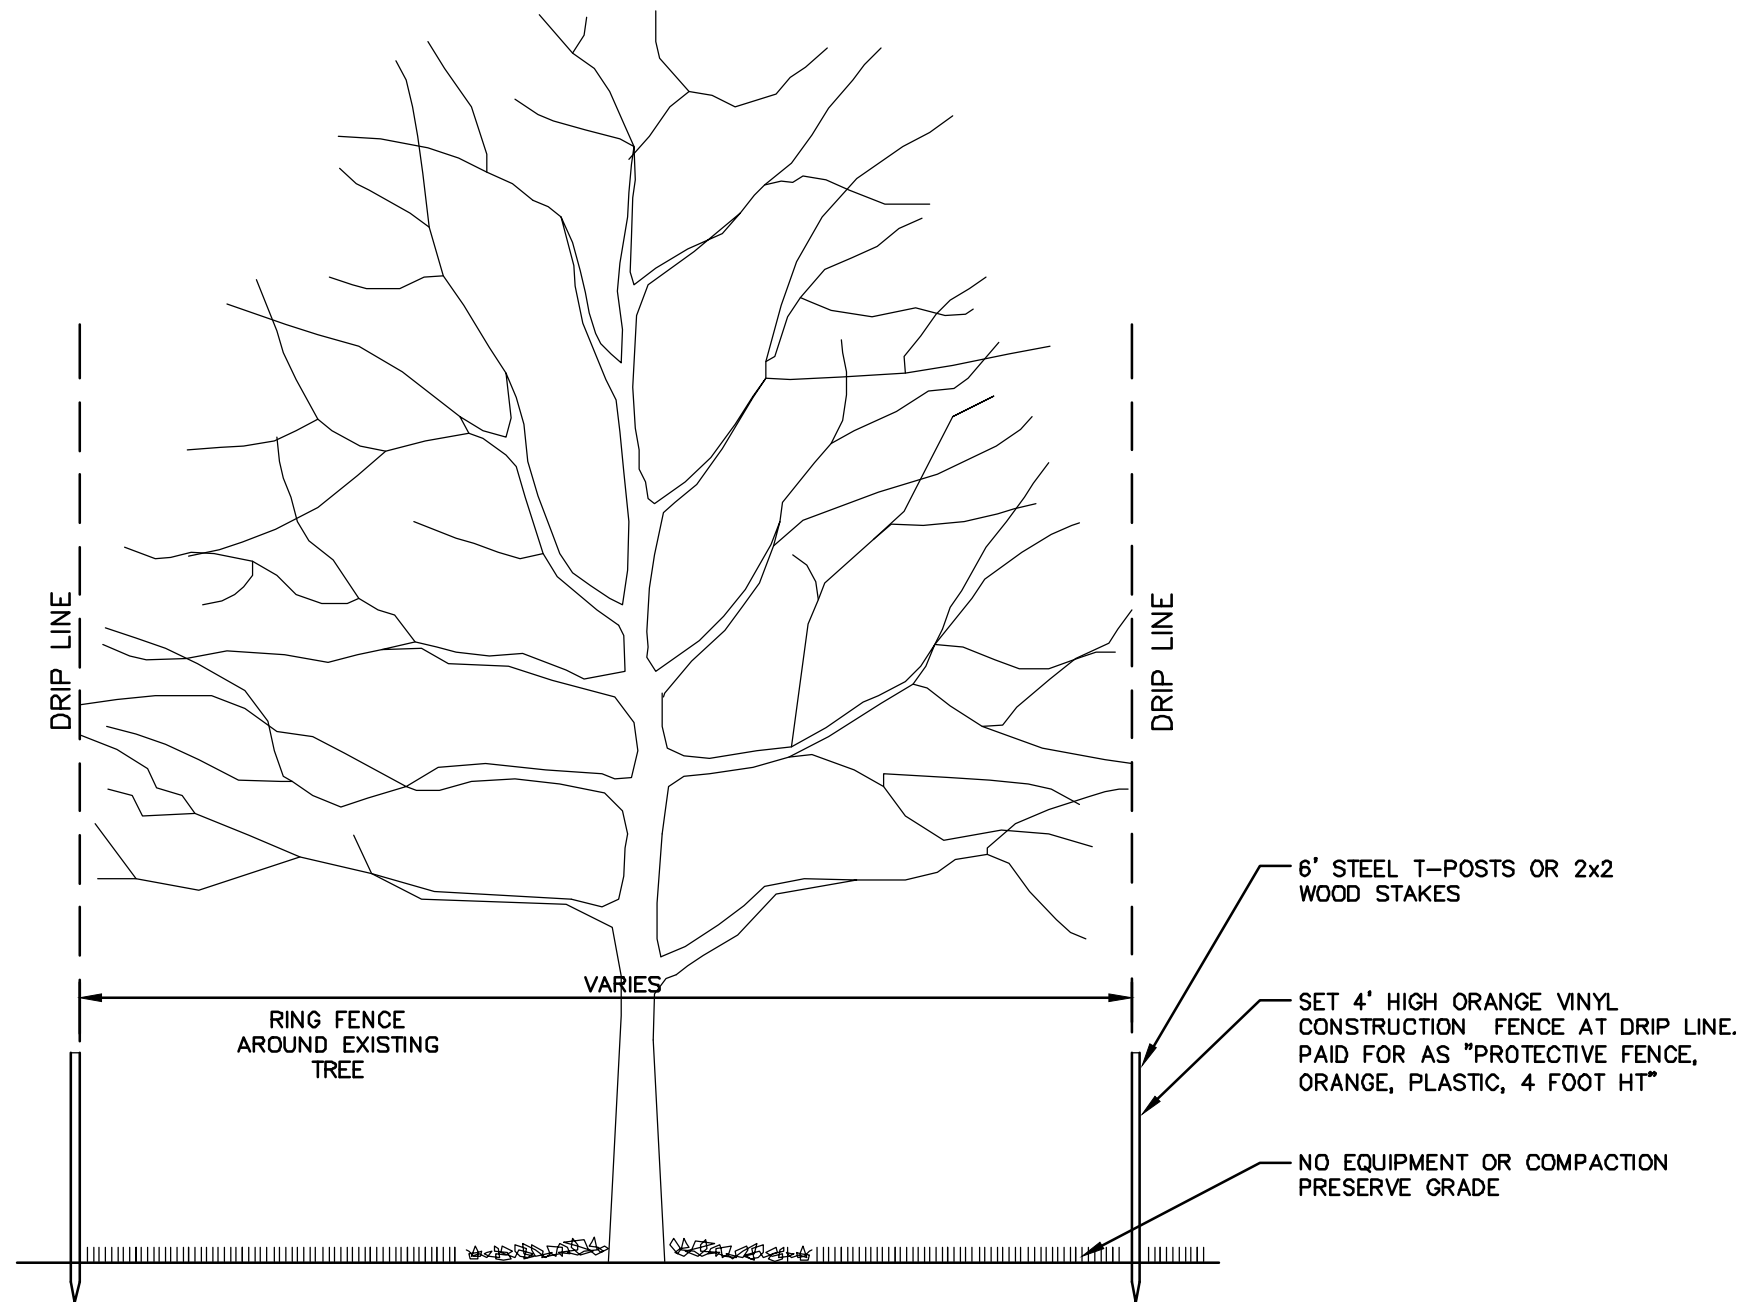 DRIP LINE
DRIP LINE
6' STEEL T-POSTS OR 2x2
WOOD STAKES
VARIES
RING FENCE
AROUND EXISTING
TREE
SET 4' HIGH ORANGE VINYL
CONSTRUCTION FENCE AT DRIP LINE.
PAID FOR AS "PROTECTIVE FENCE,
ORANGE, PLASTIC, 4 FOOT HT"
NO EQUIPMENT OR COMPACTION
PRESERVE GRADE